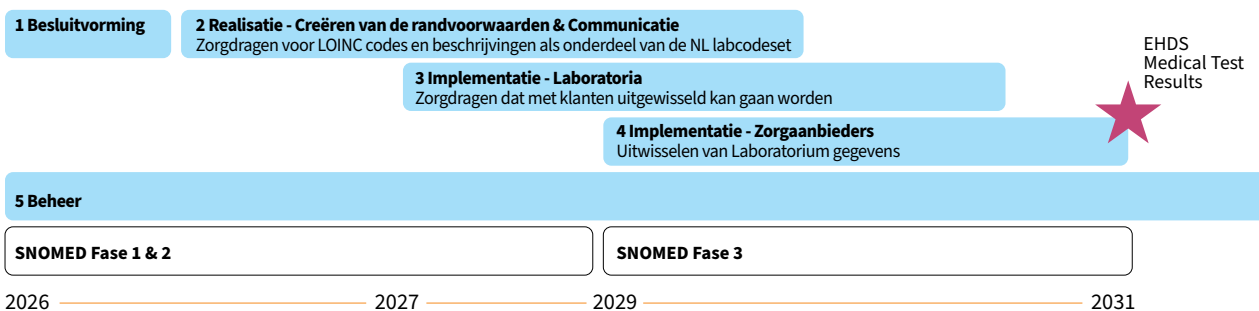 1 Besluitvorming
2 Realisatie - Creëren van de randvoorwaarden & Communicatie
Zorgdragen voor LOINC codes en beschrijvingen als onderdeel van de NL labcodeset
3 Implementatie - Laboratoria
Zorgdragen dat met klanten uitgewisseld kan gaan worden
EHDS
Medical Test
Results
4 Implementatie - Zorgaanbieders
Uitwisselen van Laboratorium gegevens
5 Beheer
SNOMED Fase 1 & 2
SNOMED Fase 3
2026
2027
2029
2031